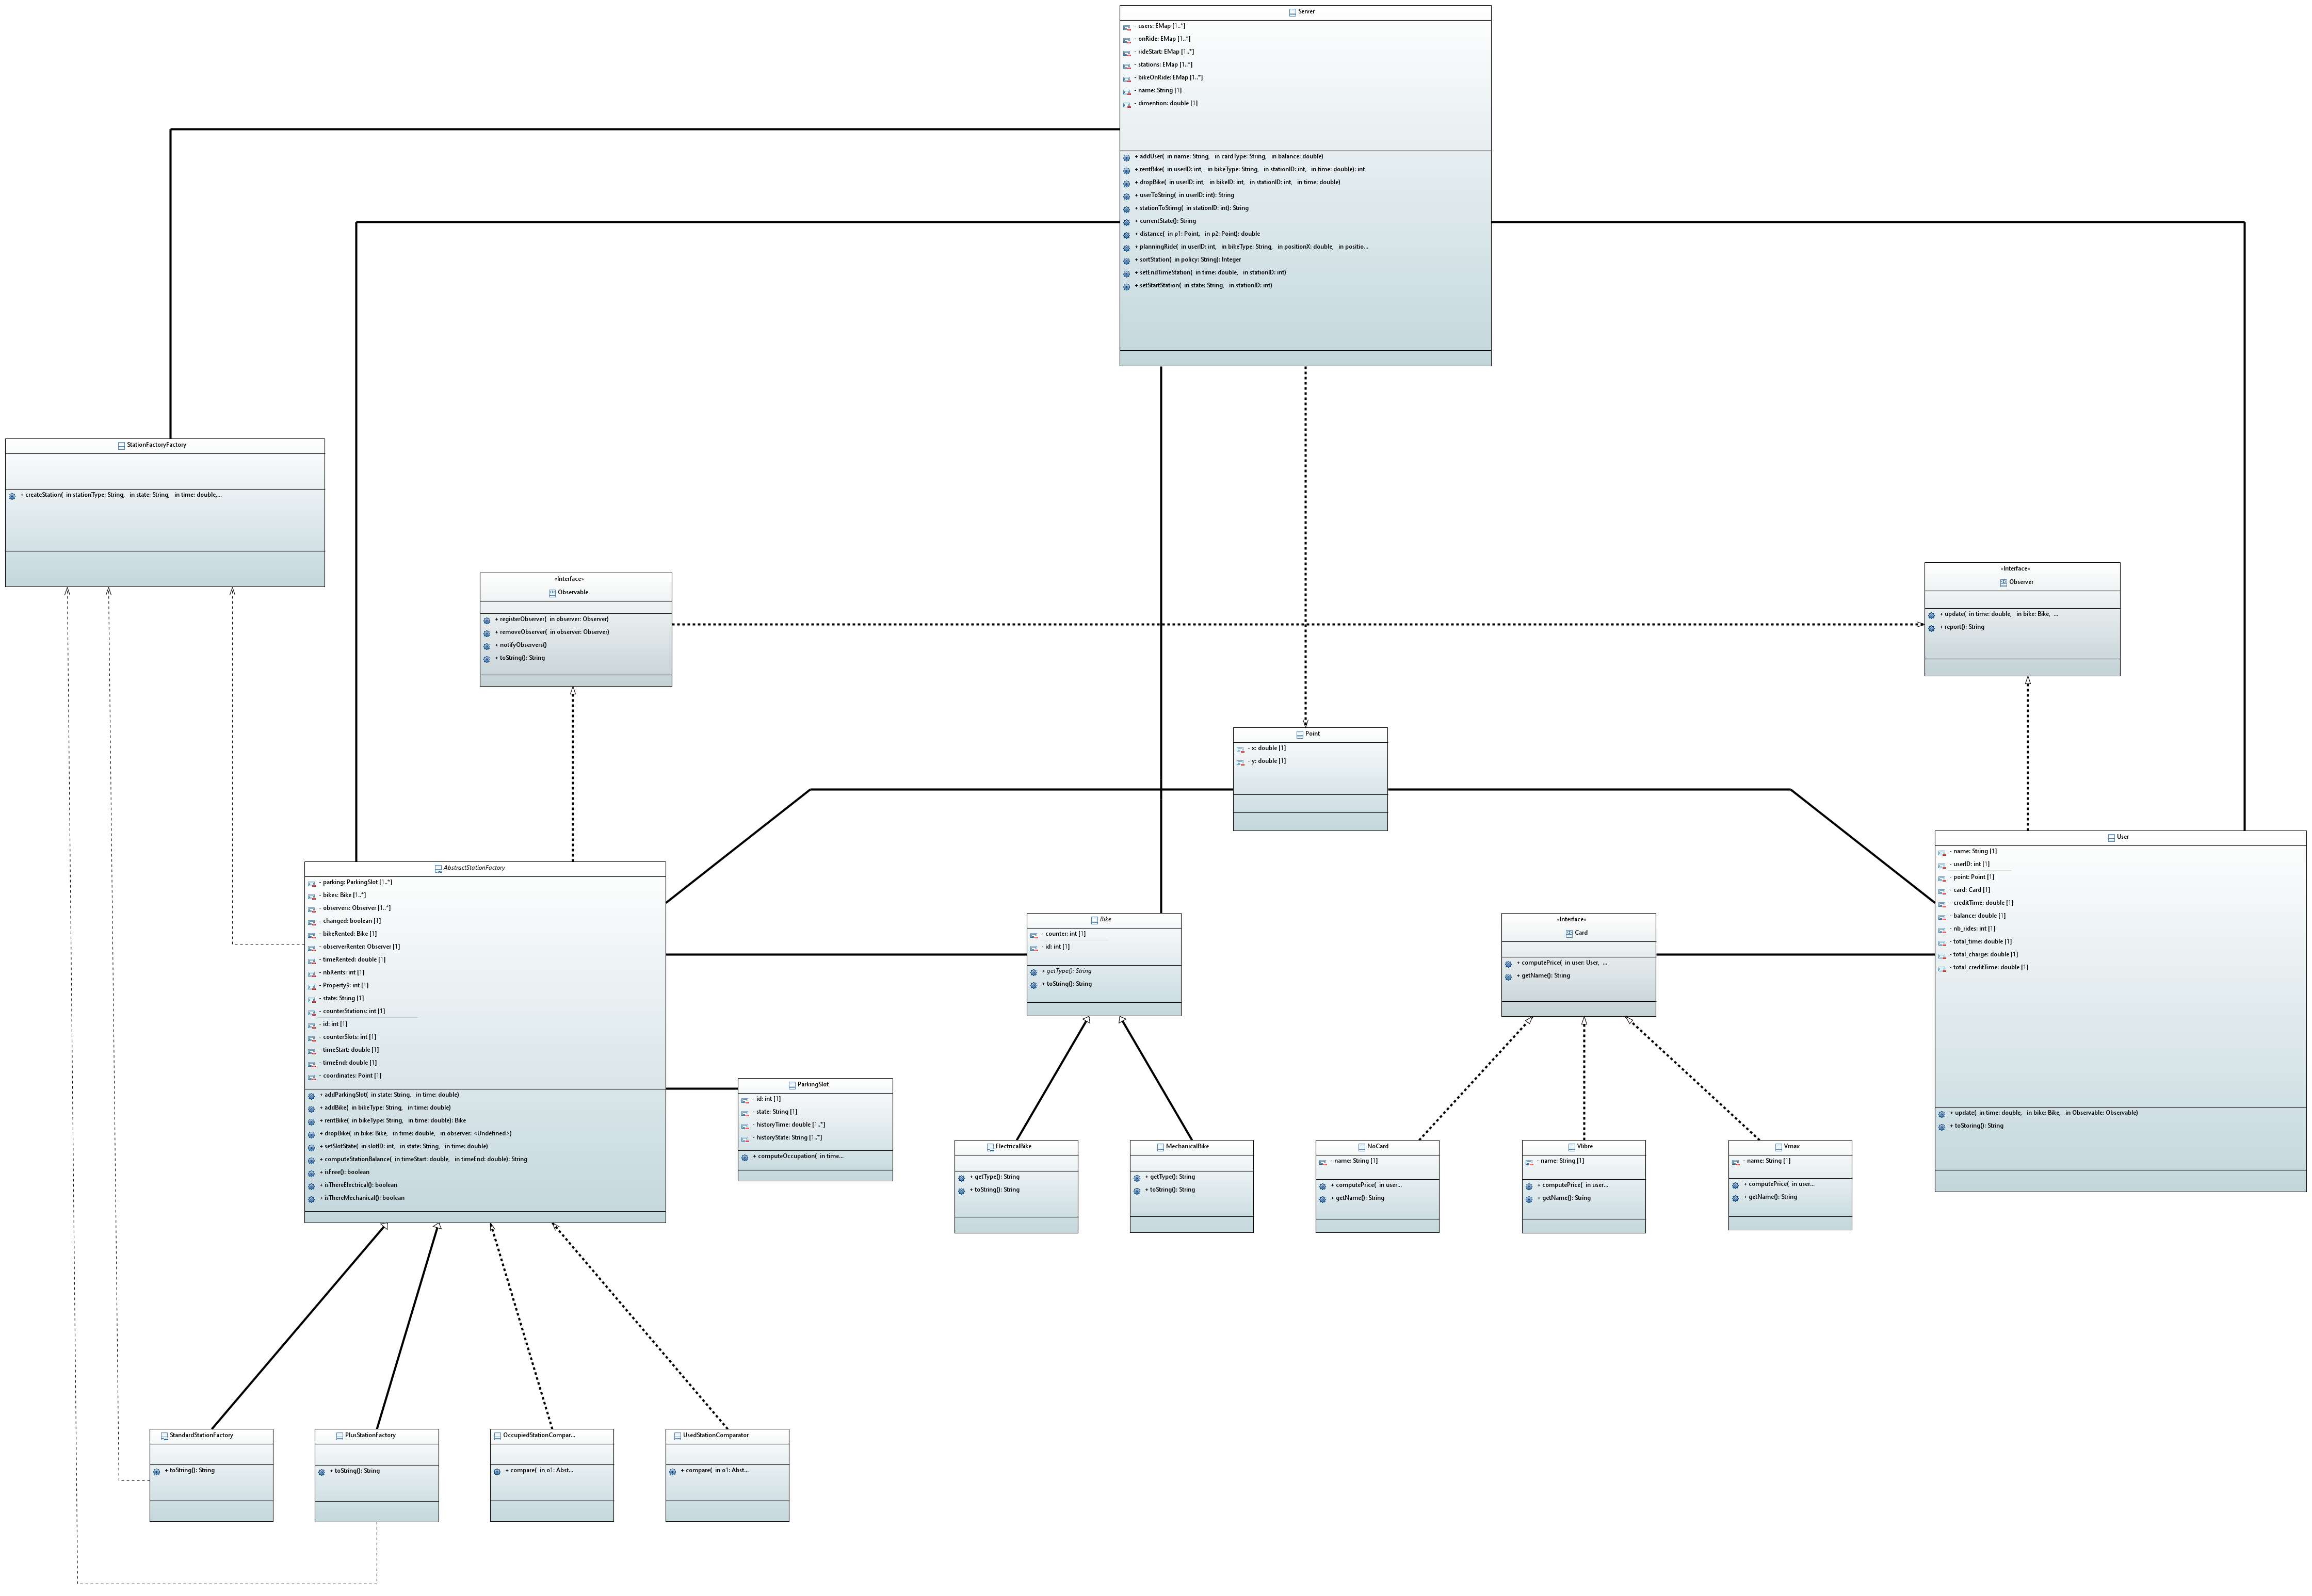 Server
- users: EMap [1..*]
- onRide: EMap [1..*]
- rideStart: EMap [1..*]
- stations: EMap [1..*]
- bikeOnRide: EMap [1..*]
- name: String [1]
- dimention: double [1]
+ addUser( in name: String, in cardType: String, in balance: double)
+ rentBike( in userID: int, in bikeType: String, in stationID: int, in time: double): int
+ dropBike( in userID: int, in bikeID: int, in stationID: int, in time: double)
+ userToString( in userID: int): String
+ stationToStirng( in stationID: int): String
+ currentState(): String
+ distance( in p1: Point, in p2: Point): double
+ planningRide( in userID: int, in bikeType: String, in positionX: double, in positio...
+ sortStation( in policy: String): Integer
+ setEndTimeStation( in time: double, in stationID: int)
+ setStartStation( in state: String, in stationID: int)
StationFactoryFactory
+ createStation( in stationType: String, in state: String, in time: double,...
«Interface»
Observable
+ registerObserver( in observer: Observer)
+ removeObserver( in observer: Observer)
+ notifyObservers()
+ toString(): String
«Interface»
Observer
+ update( in time: double, in bike: Bike, ...
+ report(): String
Point
- x: double [1]
- y: double [1]
User
- name: String [1]
- userID: int [1]
- point: Point [1]
- card: Card [1]
- creditTime: double [1]
- balance: double [1]
- nb_rides: int [1]
- total_time: double [1]
- total_charge: double [1]
- total_creditTime: double [1]
+ update( in time: double, in bike: Bike, in Observable: Observable)
+ toStoring(): String
AbstractStationFactory
- parking: ParkingSlot [1..*]
- bikes: Bike [1..*]
- observers: Observer [1..*]
- changed: boolean [1]
- bikeRented: Bike [1]
- observerRenter: Observer [1]
- timeRented: double [1]
- nbRents: int [1]
- Property9: int [1]
- state: String [1]
- counterStations: int [1]
- id: int [1]
- counterSlots: int [1]
- timeStart: double [1]
- timeEnd: double [1]
- coordinates: Point [1]
+ addParkingSlot( in state: String, in time: double)
+ addBike( in bikeType: String, in time: double)
+ rentBike( in bikeType: String, in time: double): Bike
+ dropBike( in bike: Bike, in time: double, in observer: <Undefined>)
+ setSlotState( in slotID: int, in state: String, in time: double)
+ computeStationBalance( in timeStart: double, in timeEnd: double): String
+ isFree(): boolean
+ isThereElectrical(): boolean
+ isThereMechanical(): boolean
Bike
- counter: int [1]
- id: int [1]
+ getType(): String
+ toString(): String
«Interface»
Card
+ computePrice( in user: User, ...
+ getName(): String
ParkingSlot
- id: int [1]
- state: String [1]
- historyTime: double [1..*]
- historyState: String [1..*]
+ computeOccupation( in time...
ElectricalBike
+ getType(): String
+ toString(): String
MechanicalBike
+ getType(): String
+ toString(): String
NoCard
- name: String [1]
+ computePrice( in user...
+ getName(): String
Vlibre
- name: String [1]
+ computePrice( in user...
+ getName(): String
Vmax
- name: String [1]
+ computePrice( in user...
+ getName(): String
StandardStationFactory
+ toString(): String
PlusStationFactory
+ toString(): String
OccupiedStationCompar...
+ compare( in o1: Abst...
UsedStationComparator
+ compare( in o1: Abst...